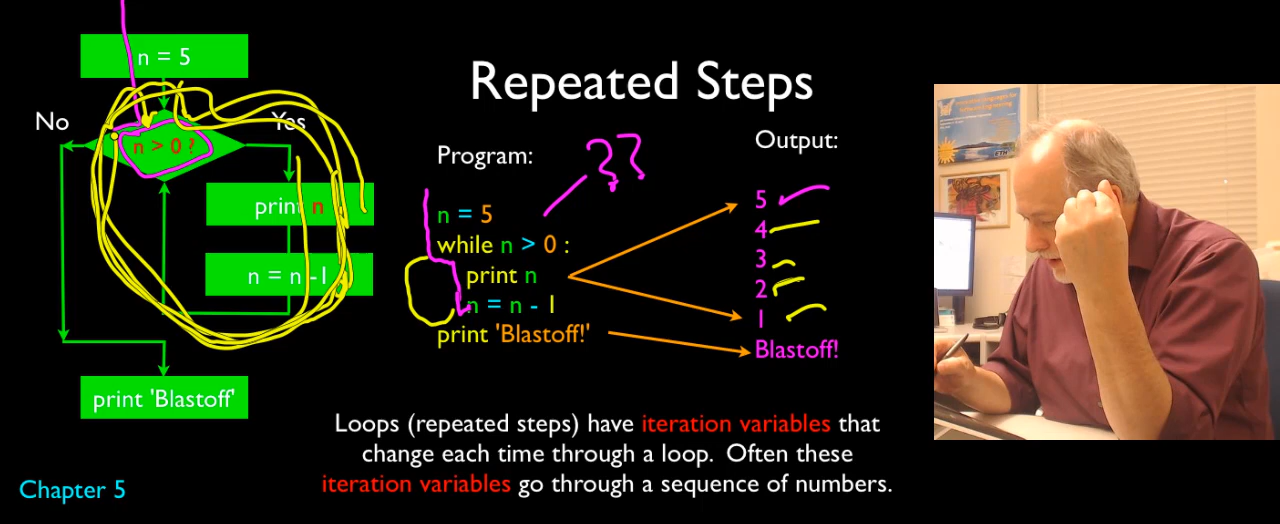 n = 5
No
Yes
n > 0 ?
print n
n = n -1
print 'Blastoff'
Chapter 5
Repeated Steps
Program:
??
n = 5
while n > 0 :
print n
n = n - 1
print 'Blastoff!'
Output:
5
4
3
2
1
Blastoff!
Loops (repeated steps) have iteration variables that
change each time through a loop. Often these
iteration variables go through a sequence of numbers.